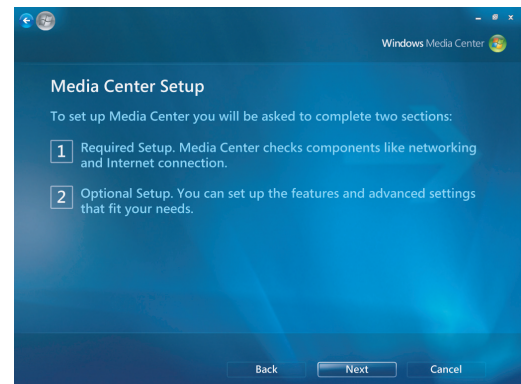 Windows Media Center
Media Center Setup
To set up Media Center you will be asked to complete two sections:
1 Required Setup. Media Center checks components like networking
and Internet connection.
2 Optional Setup. You can set up the features and advanced settings
that fit your needs.
Back Next Cancel